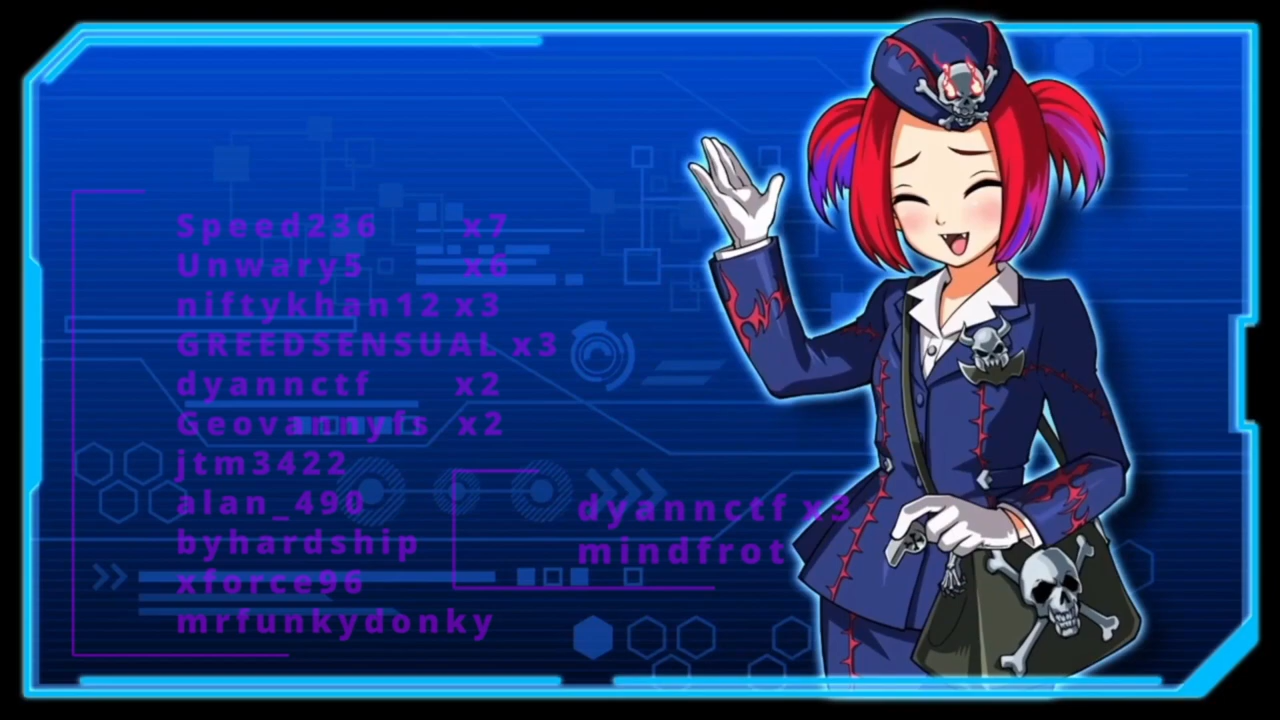 Speed236 x7
Unwary5 x6
niftykhan12 x3
GREEDSENSUAL x3
dyannctf x2
Geovannyfs x2
jtm3422
alan_490
byhardship
xforce96
mrfunkydonky
dyannctf x3
mindfrot